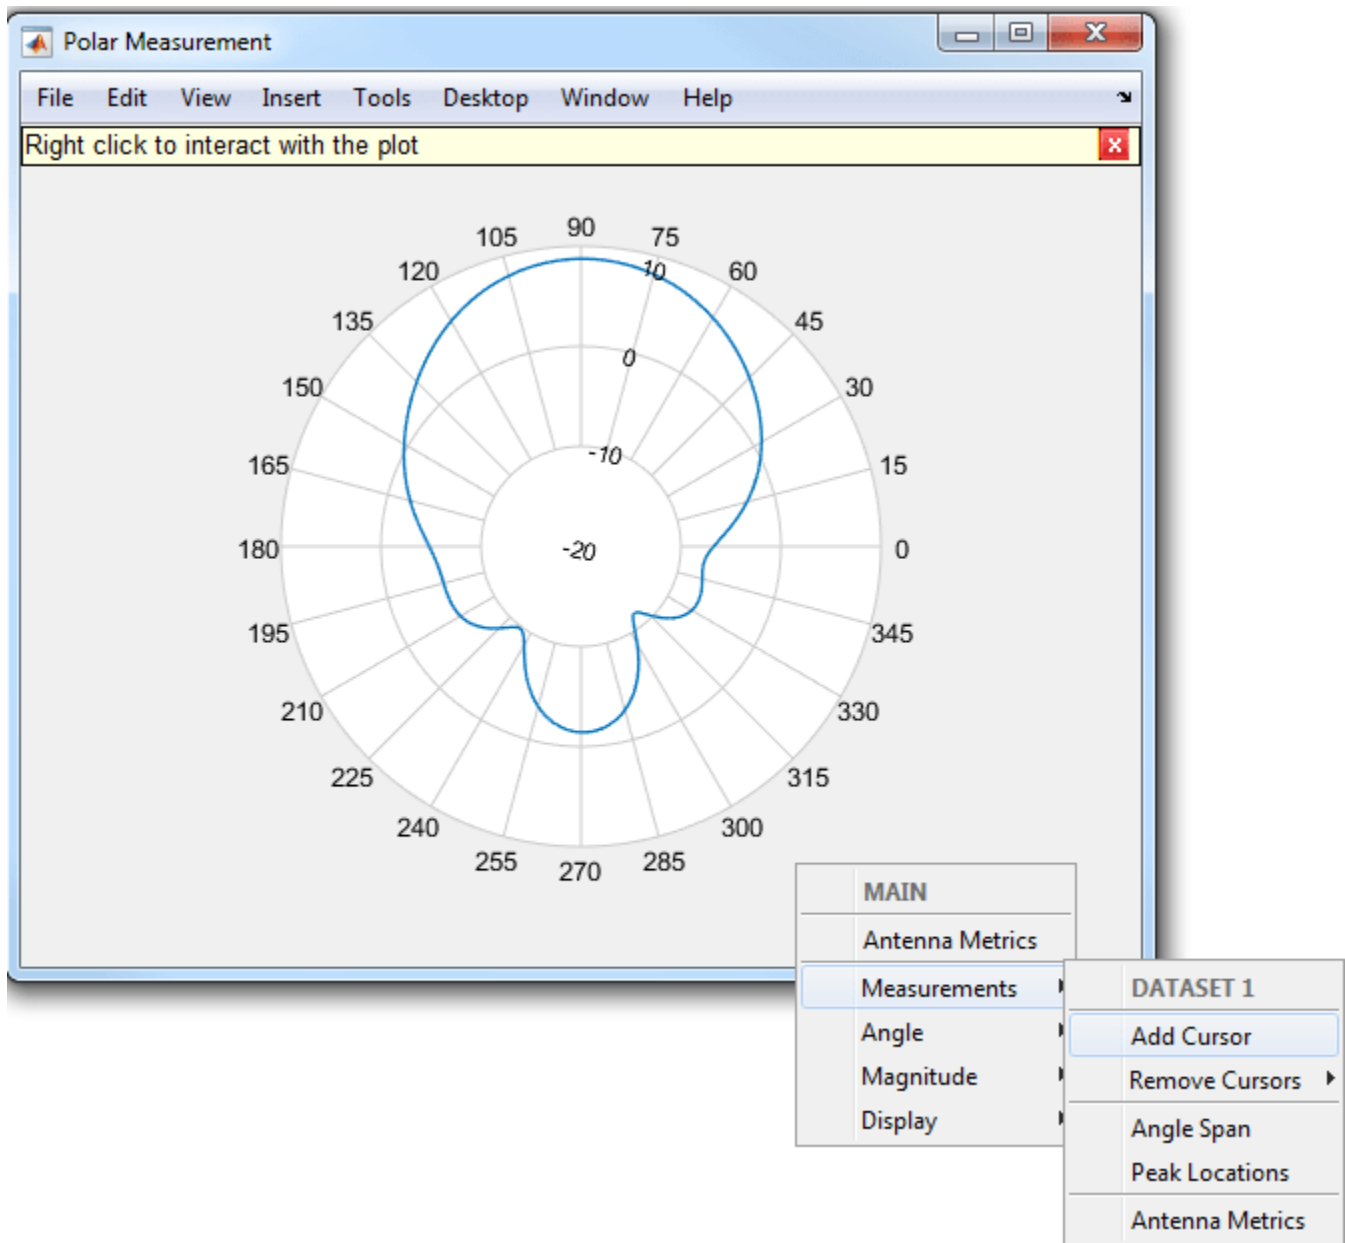 Polar Measurement
File Edit View Insert Tools Desktop Window Help
Right click to interact with the plot
90
105 75
120 10 60
135 45
0
150 30
-10
165 15
180 -20 0
195 345
210 330
225 315
240 300
255 285
270
MAIN
Antenna Metrics
Measurements
Angle
Magnitude
Display
DATASET 1
Add Cursor
Remove Cursors
Angle Span
Peak Locations
Antenna Metrics